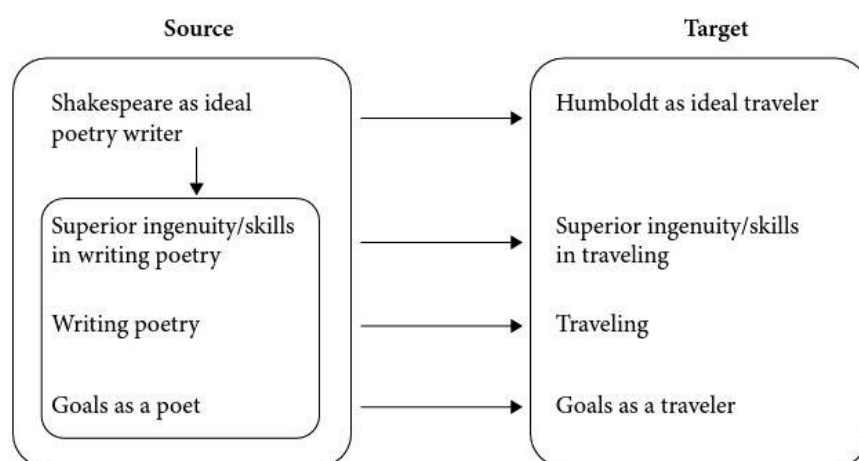 Source
Target
Shakespeare as ideal
poetry writer
Humboldt as ideal traveler
Superior ingenuity/skills
in writing poetry
Superior ingenuity/skills
in traveling
Writing poetry
Traveling
Goals as a poet
Goals as a traveler